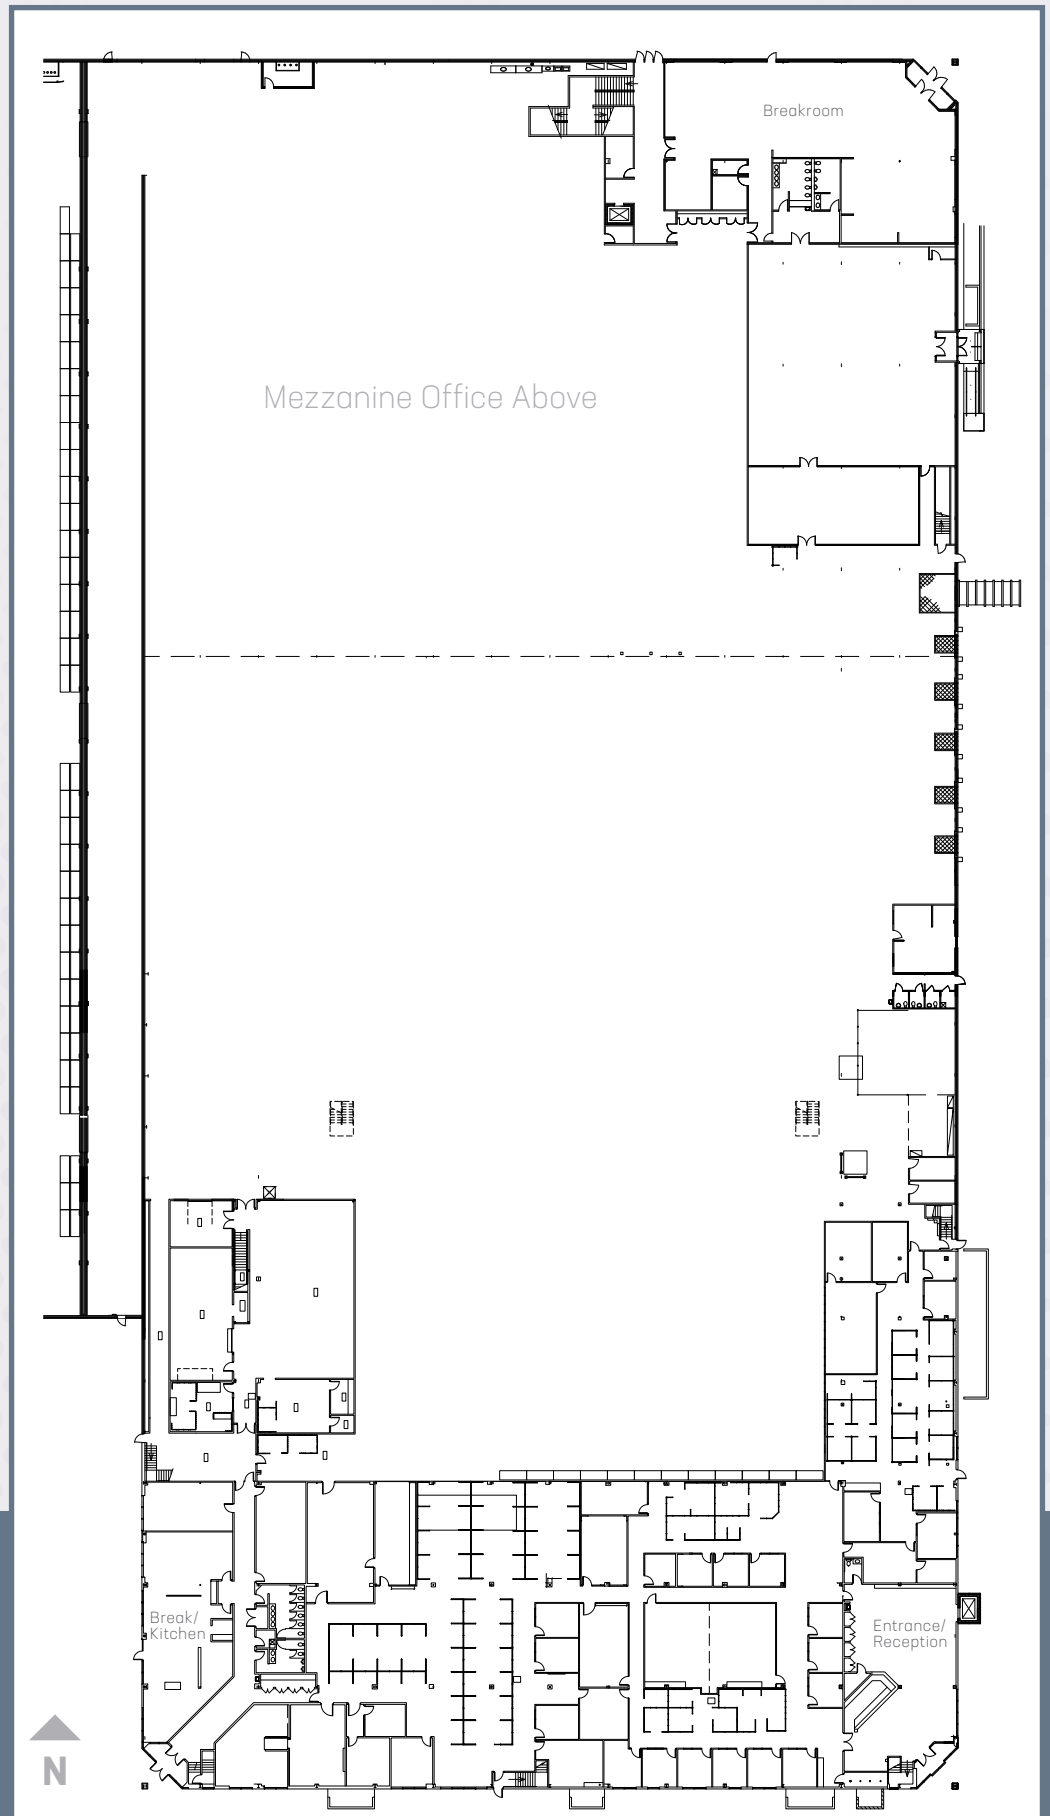 Breakroom
Mezzanine Office Above
Break/
Kitchen
Entrance/
Reception
N